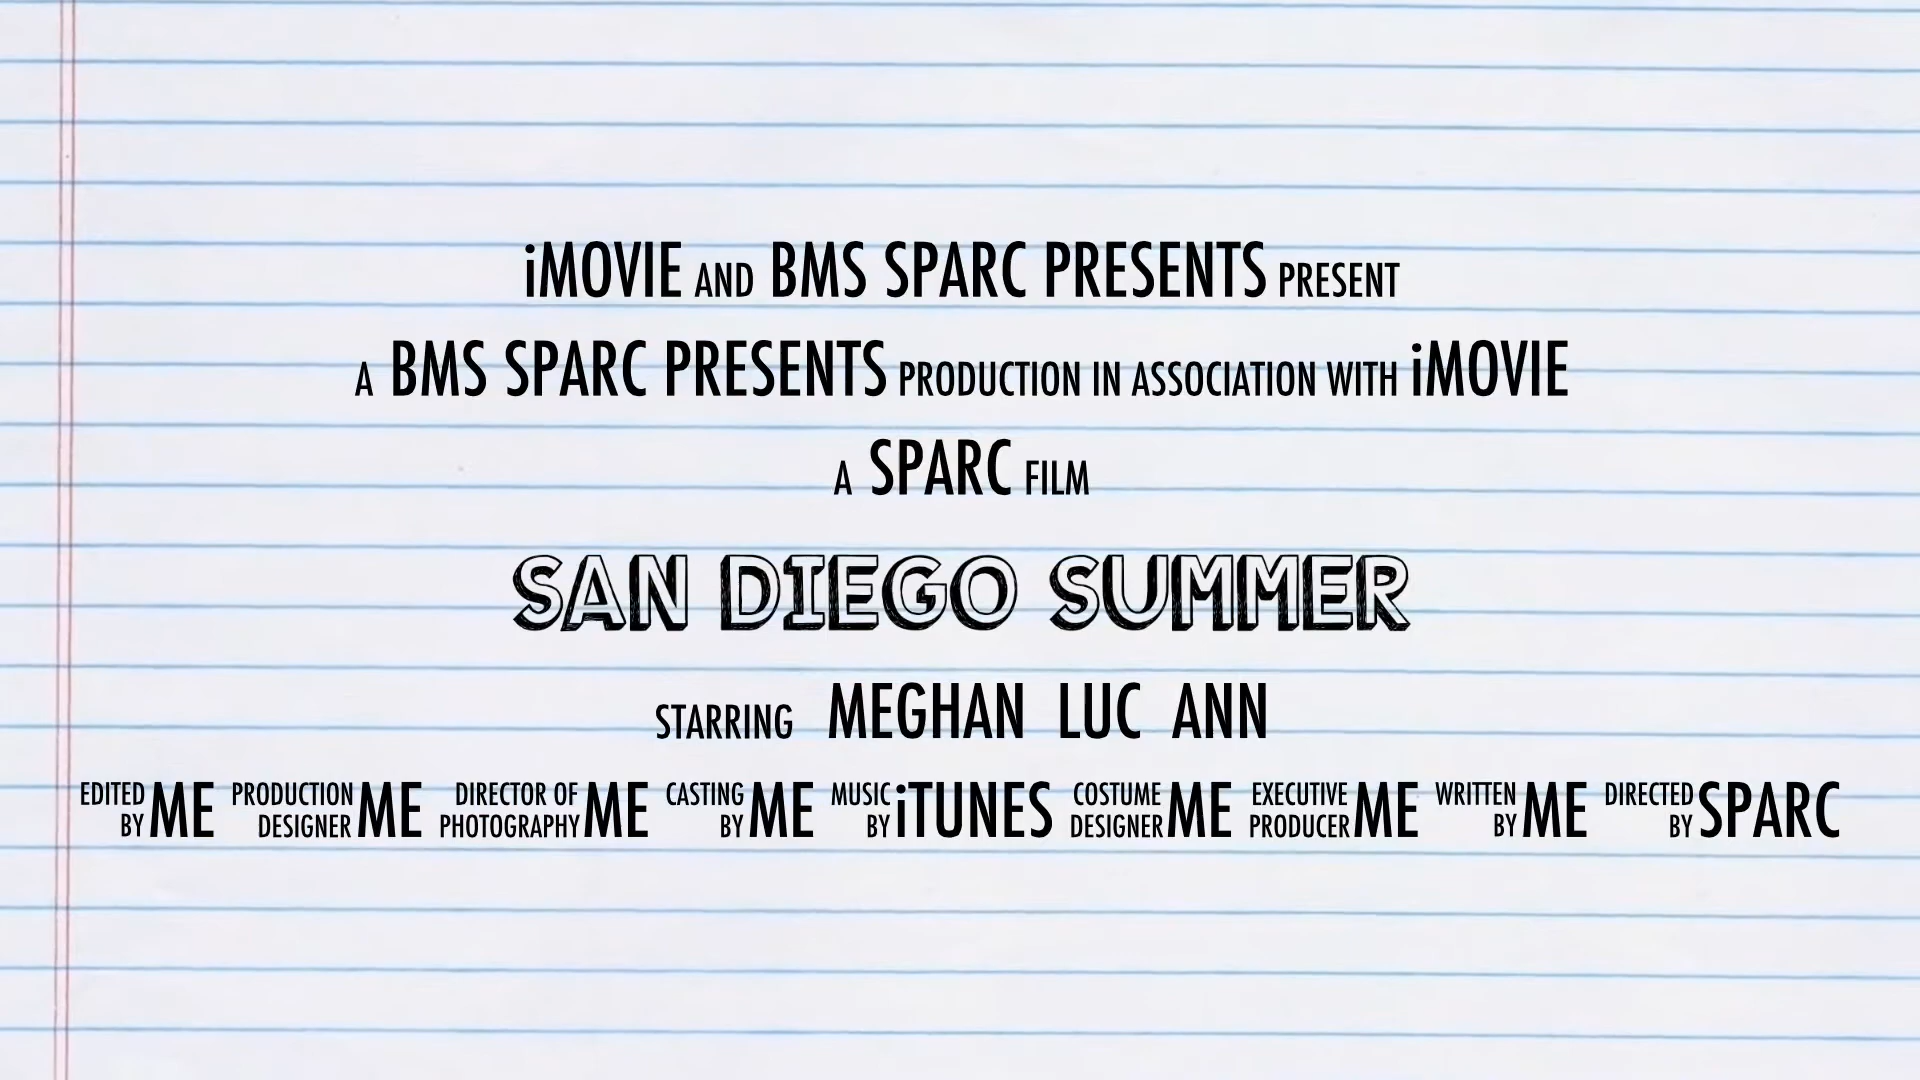 iMOVIE AND BMS SPARC PRESENTS PRESENT
A BMS SPARC PRESENTS PRODUCTION IN ASSOCIATION WITH iMOVIE
A SPARC FILM
SAN DIEGO SUMMER
STARRING MEGHAN LUC ANN
EDITED BY ME PRODUCTION DESIGNER ME DIRECTOR OF PHOTOGRAPHY ME CASTING BY ME MUSIC BY iTUNES COSTUME DESIGNER ME EXECUTIVE PRODUCER ME WRITTEN BY ME DIRECTED BY SPARC